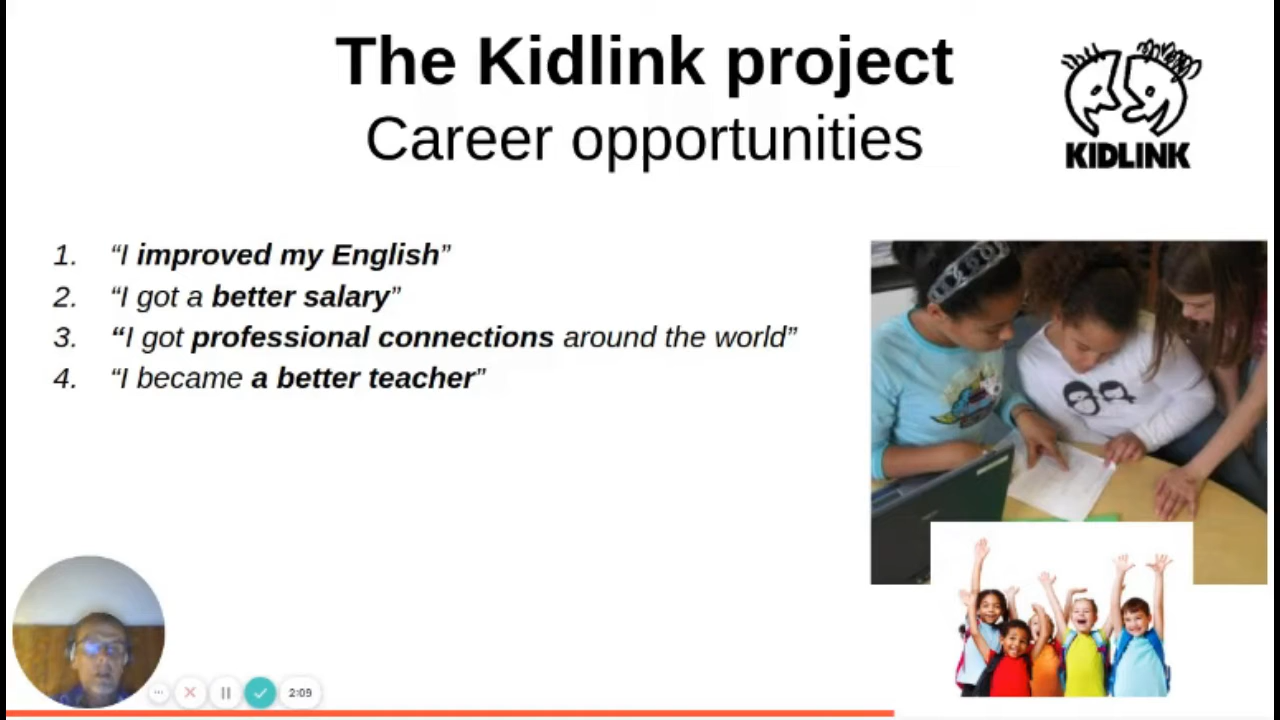 The Kidlink project
Career opportunities
KIDLINK
1. “I improved my English”
2. “I got a better salary”
3. “I got professional connections around the world”
4. “I became a better teacher”
2:09